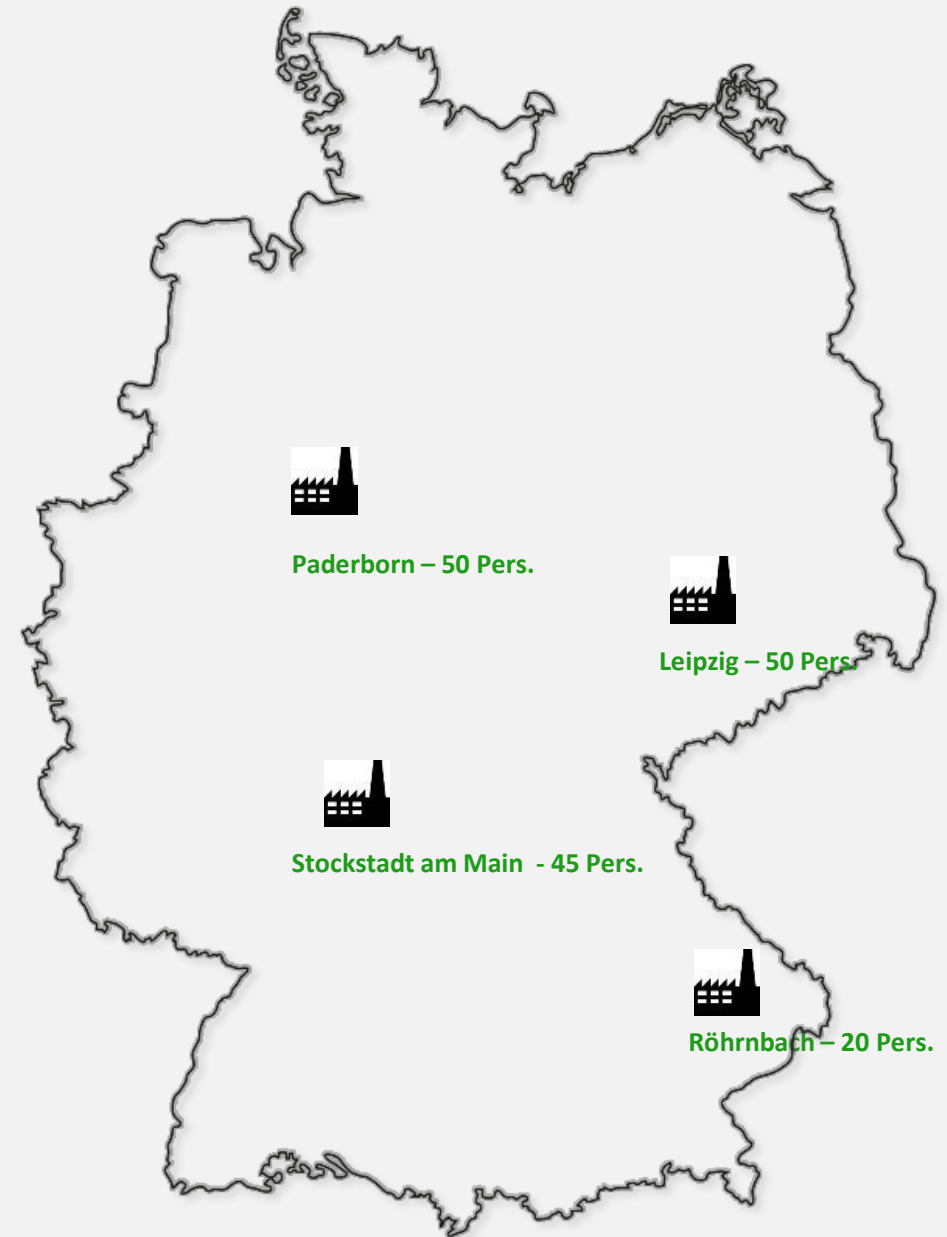 Paderborn – 50 Pers.
Leipzig – 50 Pers.
Stockstadt am Main  - 45 Pers.
Röhrnbach – 20 Pers.